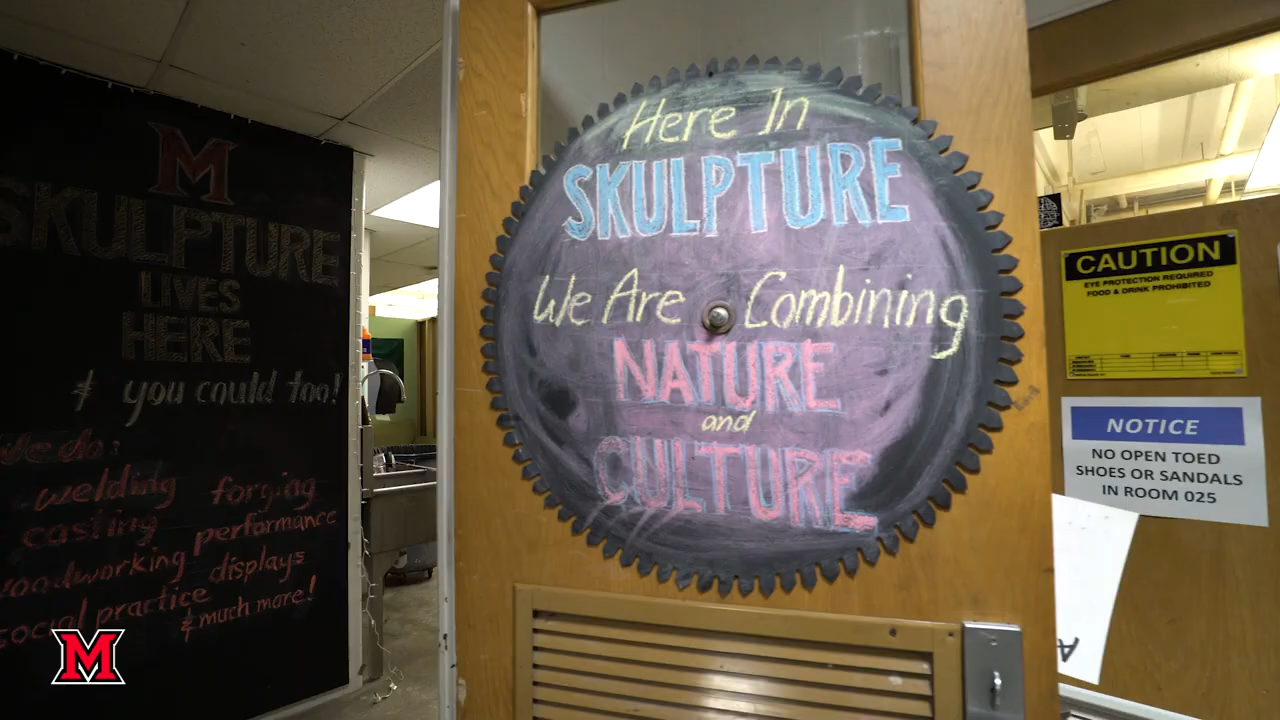 M
SKULPTURE
LIVES
HERE
& you could too!
We do:
welding forging
casting performance
woodworking displays
social practice
& much more!
M
Here In
SKULPTURE
We Are Combining
NATURE
and
CULTURE
CAUTION
EYE PROTECTION REQUIRED
FOOD & DRINK PROHIBITED
NOTICE
NO OPEN TOED
SHOES OR SANDALS
IN ROOM 025
A